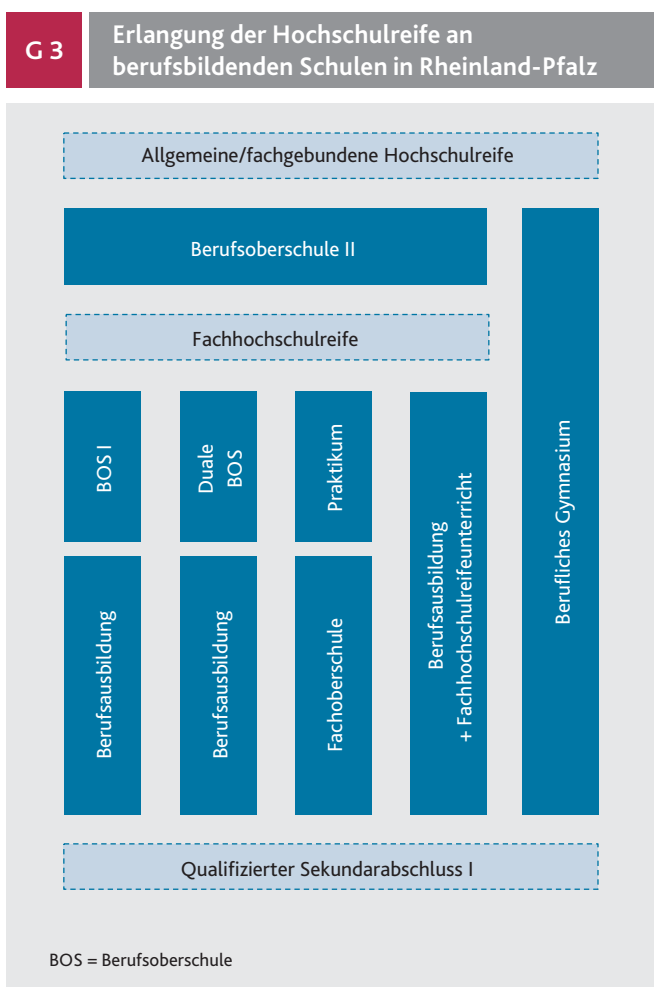 G 3
Erlangung der Hochschulreife an
berufsbildenden Schulen in Rheinland-Pfalz
Allgemeine/fachgebundene Hochschulreife
Berufsoberschule II
Fachhochschulreife
BOS I
Duale
BOS
Praktikum
Berufsausbildung
+ Fachhochschulreifeunterricht
Berufliches Gymnasium
Berufsausbildung
Berufsausbildung
Fachoberschule
Qualifizierter Sekundarabschluss I
BOS = Berufsoberschule